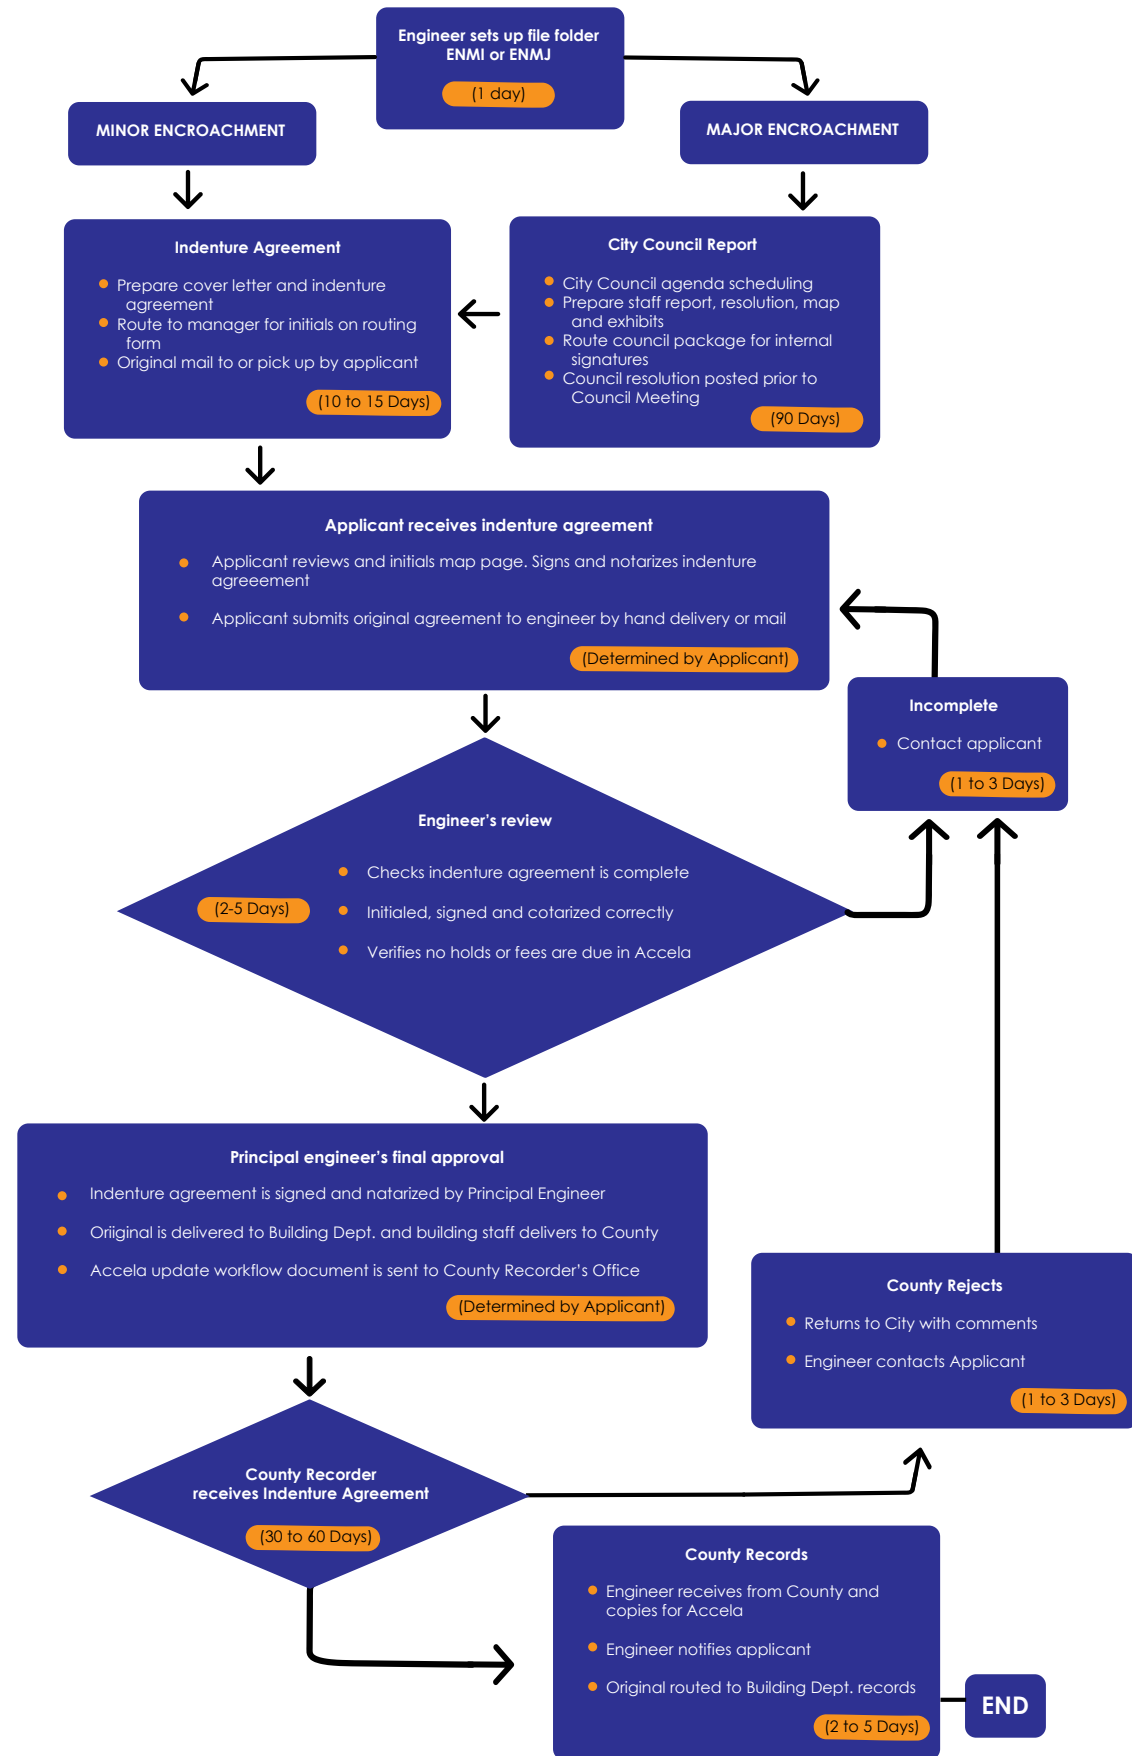 Engineer sets up file folder
ENMI or ENMJ
(1 day)
MINOR ENCROACHMENT
MAJOR ENCROACHMENT
Indenture Agreement
Prepare cover letter and indenture
agreement
Route to manager for initials on routing
form
Original mail to or pick up by applicant
(10 to 15 Days)
City Council Report
City Council agenda scheduling
Prepare staff report, resolution, map
and exhibits
Route council package for internal
signatures
Council resolution posted prior to
Council Meeting
(90 Days)
Applicant receives indenture agreement
Applicant reviews and initials map page. Signs and notarizes indenture
agreeement
Applicant submits original agreement to engineer by hand delivery or mail
(Determined by Applicant)
Incomplete
Contact applicant
(1 to 3 Days)
Engineer's review
Checks indenture agreement is complete
(2-5 Days)
Initialed, signed and cotarized correctly
Verifies no holds or fees are due in Accela
Principal engineer's final approval
Indenture agreement is signed and natarized by Principal Engineer
Oriiginal is delivered to Building Dept. and building staff delivers to County
Accela update workflow document is sent to County Recorder's Office
(Determined by Applicant)
County Rejects
Returns to City with comments
Engineer contacts Applicant
(1 to 3 Days)
County Recorder
receives Indenture Agreement
(30 to 60 Days)
County Records
Engineer receives from County and
copies for Accela
Engineer notifies applicant
Original routed to Building Dept. records
(2 to 5 Days)
END